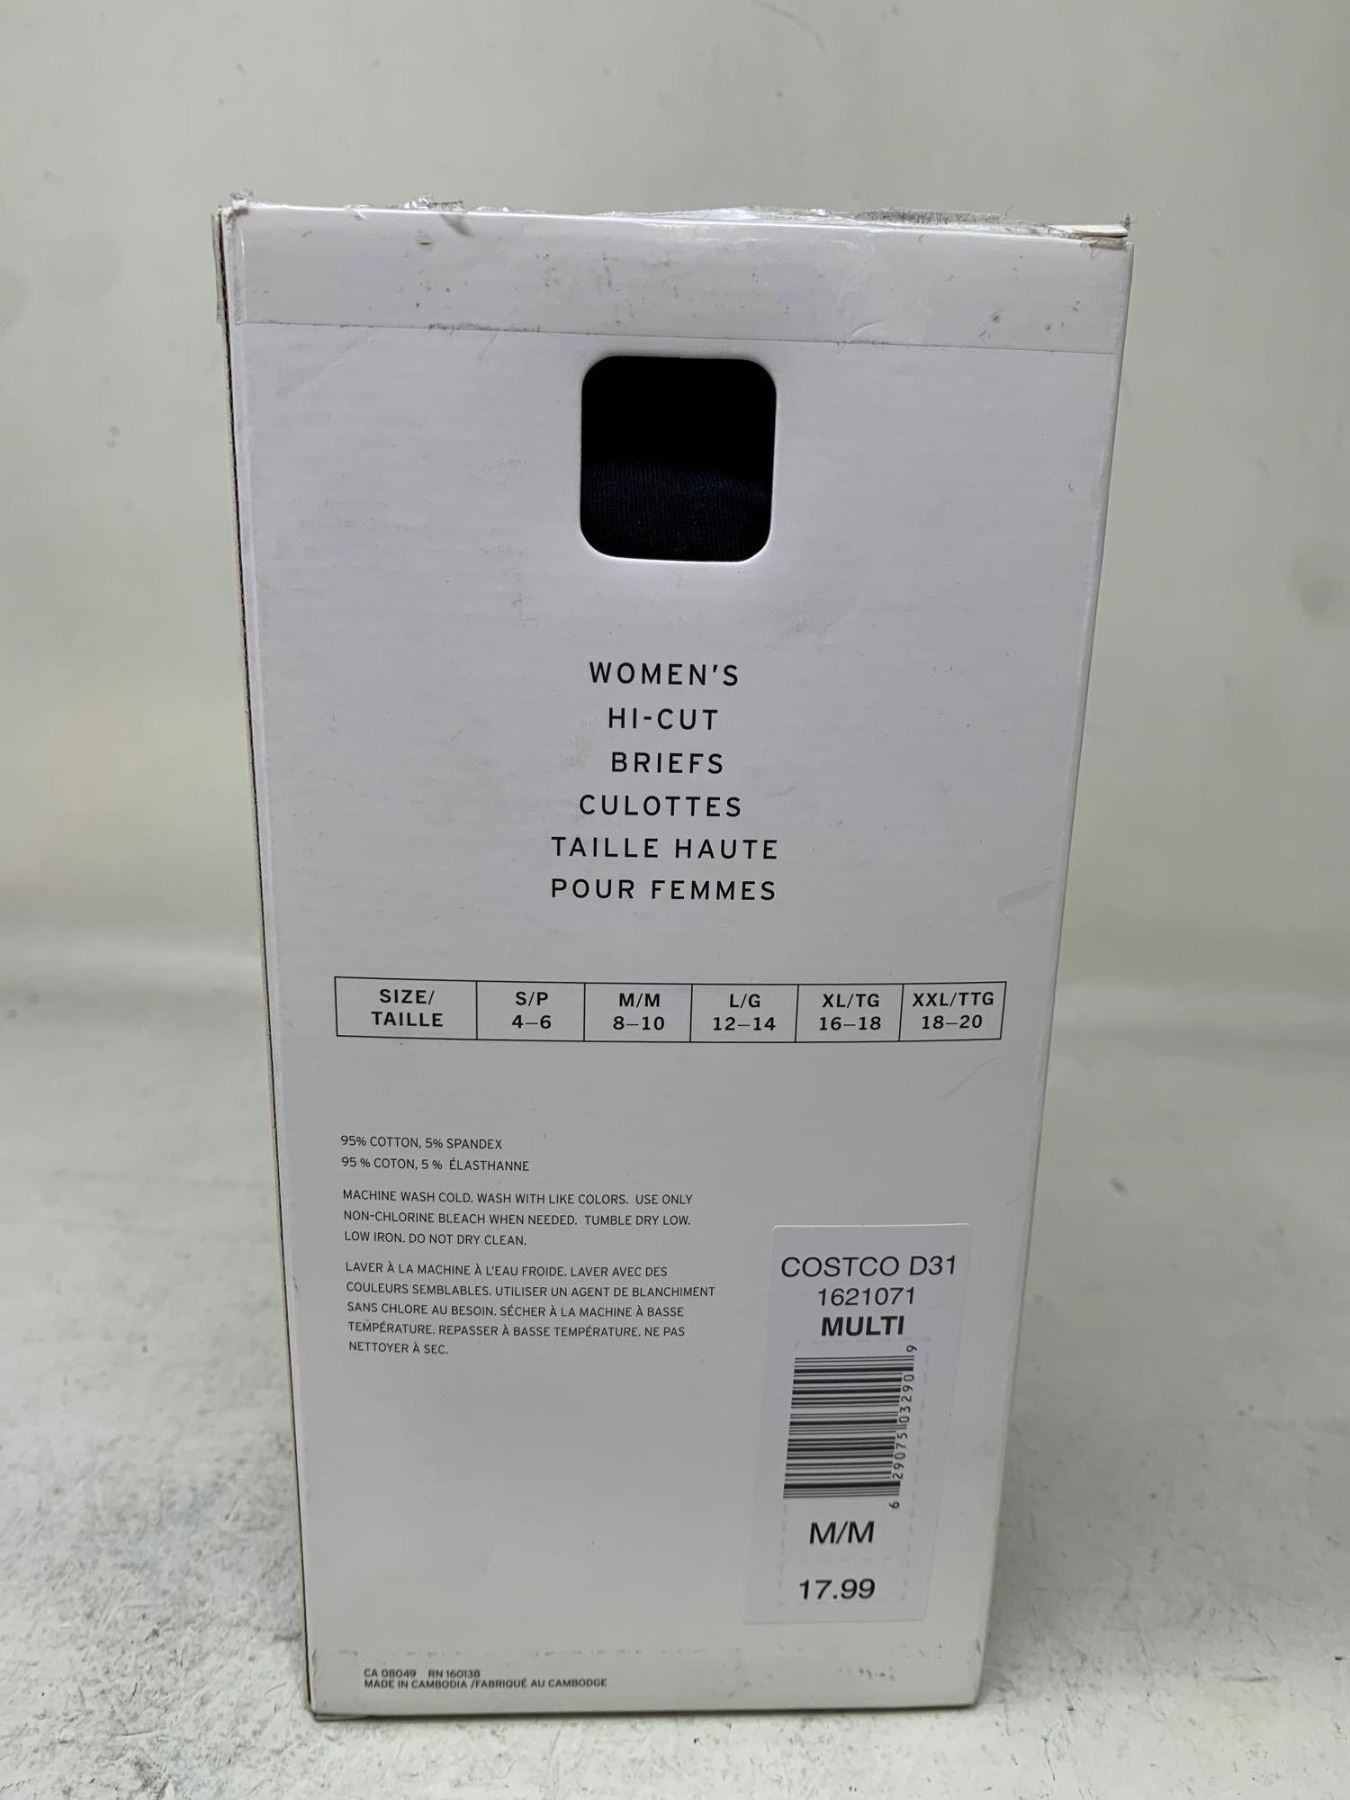 WOMEN'S
HI-CUT
BRIEFS
CULOTTES
TAILLE HAUTE
POUR FEMMES
SIZE/ S/P M/M L/G XL/TG XXL/TTG
TAILLE 4–6 8–10 12–14 16–18 18–20
95% COTTON, 5% SPANDEX
95 % COTON, 5 % ÉLASTHANNE
MACHINE WASH COLD. WASH WITH LIKE COLORS. USE ONLY
NON-CHLORINE BLEACH WHEN NEEDED. TUMBLE DRY LOW.
LOW IRON. DO NOT DRY CLEAN.
LAVER À LA MACHINE À L'EAU FROIDE. LAVER AVEC DES
COULEURS SEMBLABLES. UTILISER UN AGENT DE BLANCHIMENT
SANS CHLORE AU BESOIN. SÉCHER À LA MACHINE À BASSE
TEMPÉRATURE. REPASSER À BASSE TEMPÉRATURE. NE PAS
NETTOYER À SEC.
COSTCO D31
1621071
MULTI
6 29075 03290 9
M/M
17.99
CA 08049 RN 160138
MADE IN CAMBODIA /FABRIQUÉ AU CAMBODGE